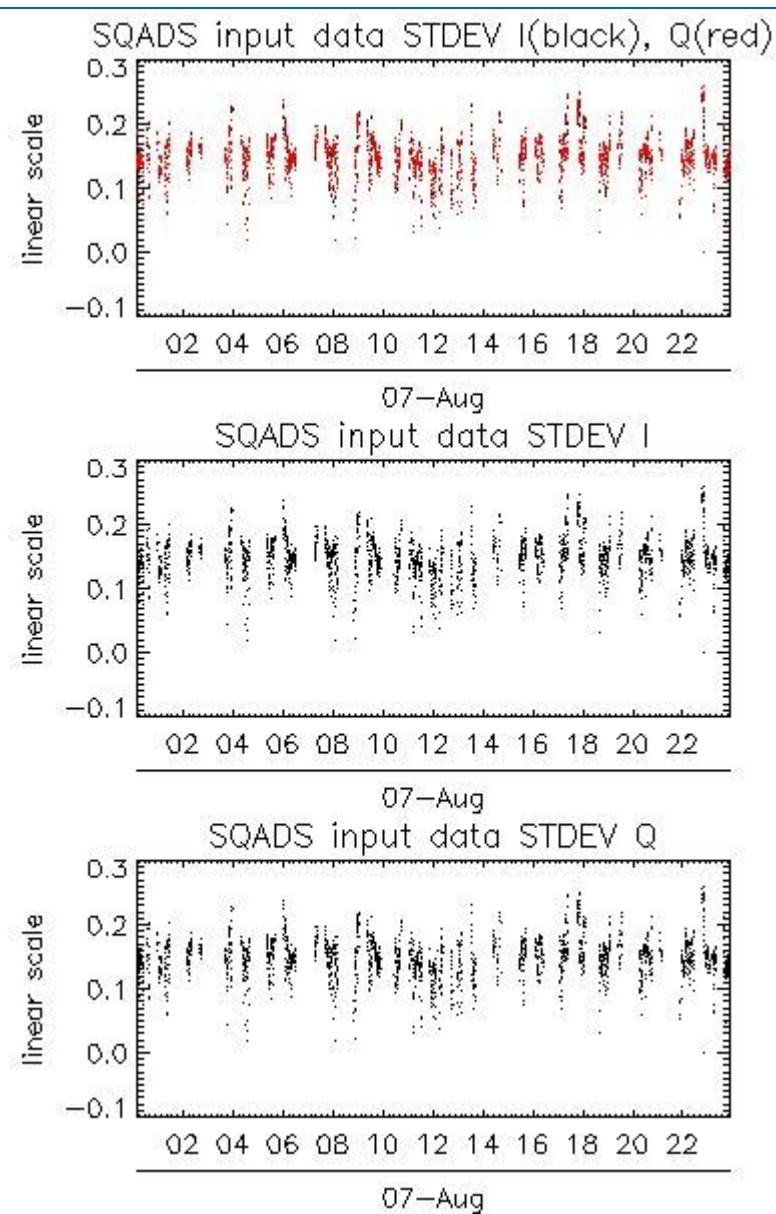 SQADS input data STDEV I(black), Q(red)
0.3
0.2
0.1
0.0
−0.1
linear scale
02 04 06 08 10 12 14 16 18 20 22
07−Aug
SQADS input data STDEV I
0.3
0.2
0.1
0.0
−0.1
linear scale
02 04 06 08 10 12 14 16 18 20 22
07−Aug
SQADS input data STDEV Q
0.3
0.2
0.1
0.0
−0.1
linear scale
02 04 06 08 10 12 14 16 18 20 22
07−Aug